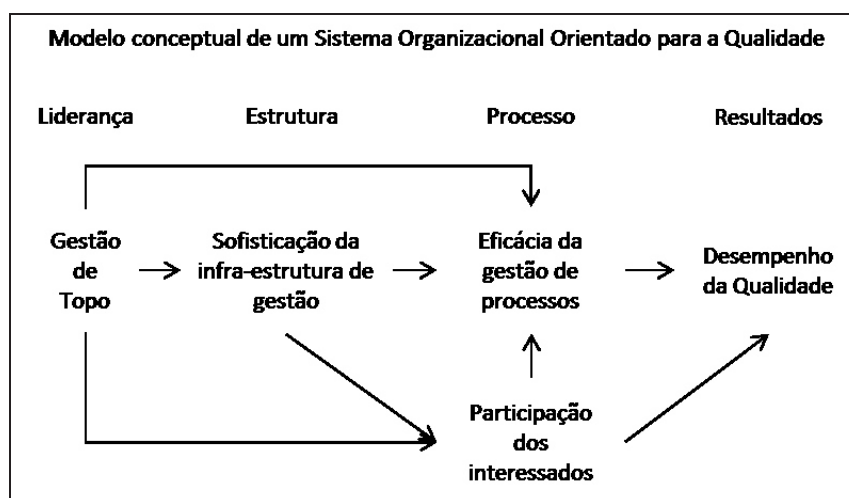 Modelo conceptual de um Sistema Organizacional Orientado para a Qualidade
Liderança
Estrutura
Processo
Resultados
Gestão
de
Topo
Sofisticação da
infra-estrutura de
gestão
Eficácia da
gestão de
processos
Desempenho
da Qualidade
Participação
dos
interessados